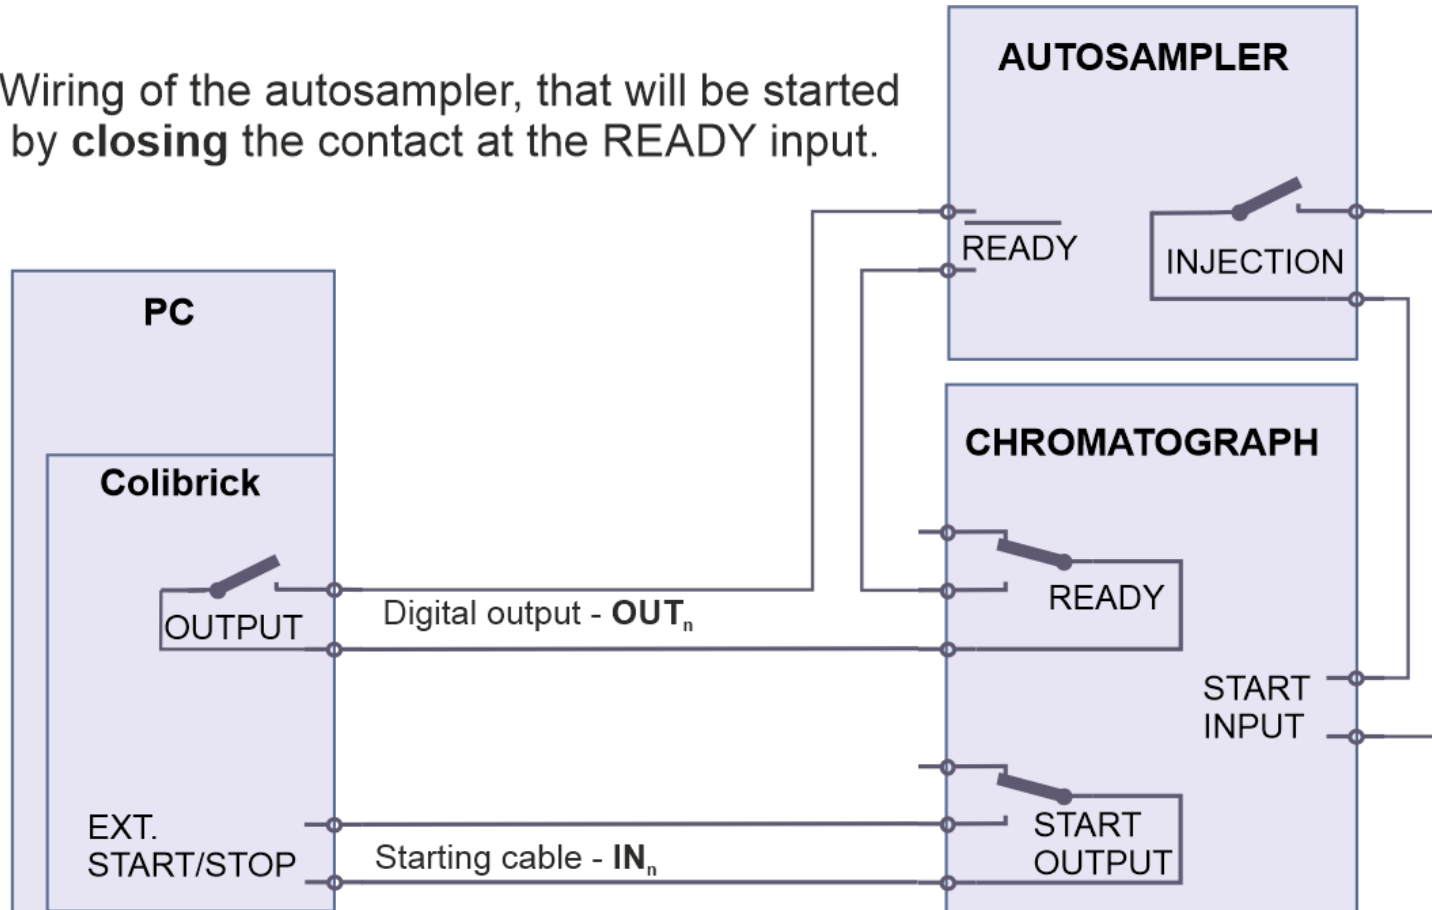 Wiring of the autosampler, that will be started
by closing the contact at the READY input.
AUTOSAMPLER
READY
INJECTION
PC
Colibrick
OUTPUT
Digital output - OUTn
CHROMATOGRAPH
READY
START
INPUT
EXT.
START/STOP
Starting cable - INn
START
OUTPUT